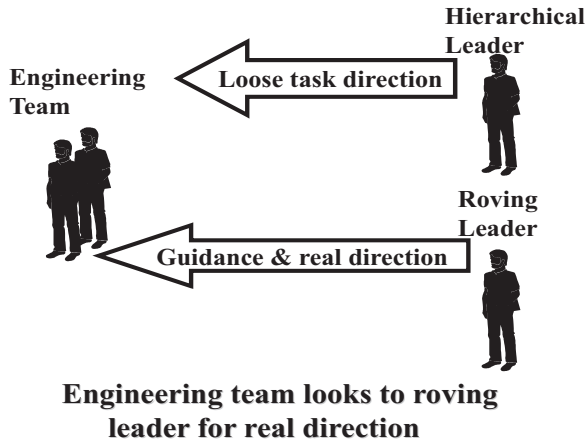 Hierarchical
Leader
Engineering
Team
Loose task direction
Roving
Leader
Guidance & real direction
Engineering team looks to roving
leader for real direction